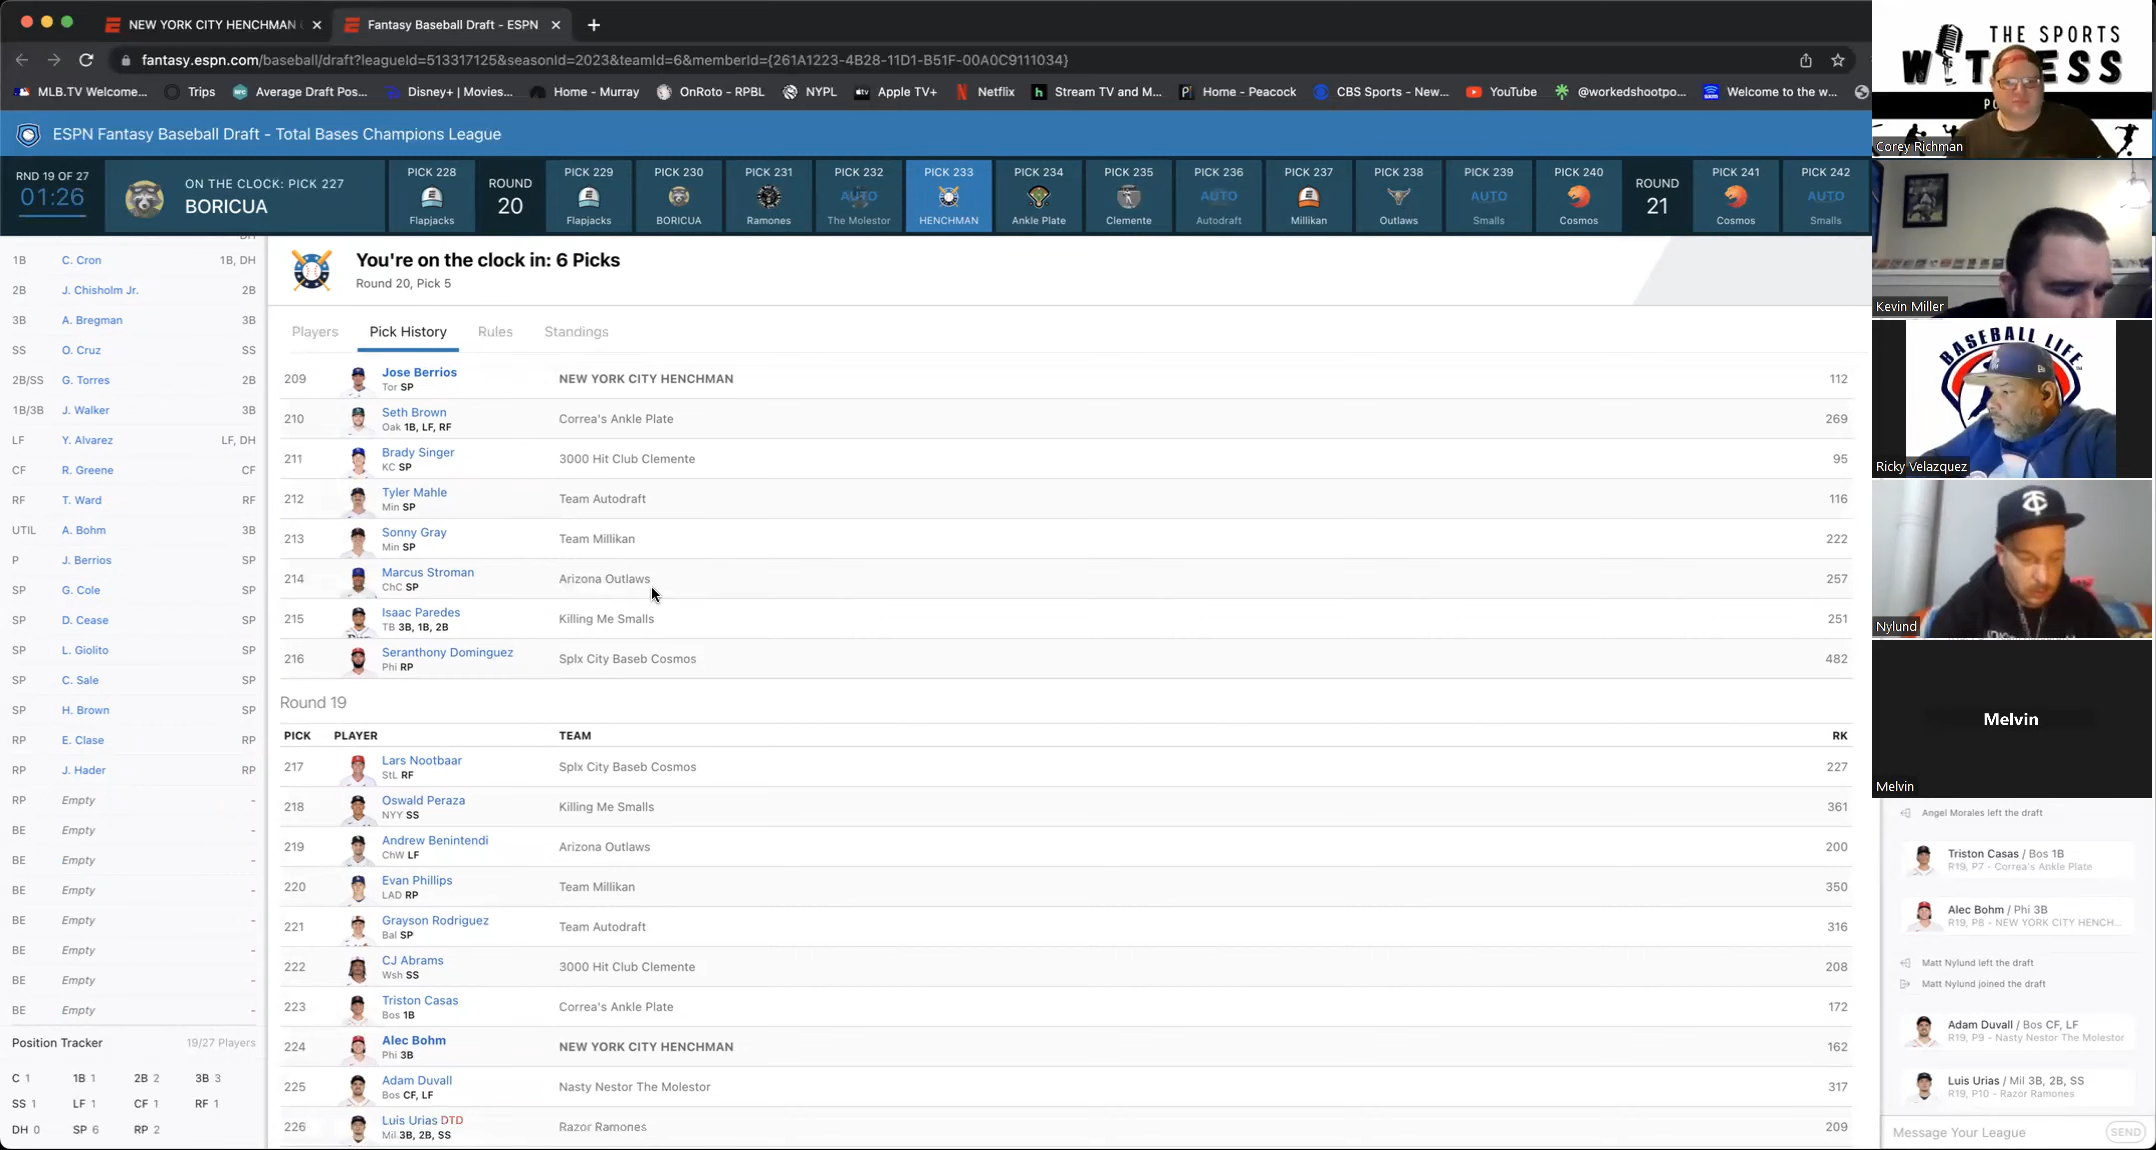 NEW YORK CITY HENCHMAN
Fantasy Baseball Draft - ESPN
fantasy.espn.com/baseball/draft?leagueId=513317125&seasonId=2023&teamId=6&memberId={261A1223-4B28-11D1-B51F-00A0C9111034}
MLB.TV Welcome... Trips Average Draft Pos... Disney+ | Movies... Home - Murray OnRoto - RPBL NYPL Apple TV+ Netflix Stream TV and M... Home - Peacock CBS Sports - New... YouTube @workedshootpo... Welcome to the w...
ESPN Fantasy Baseball Draft - Total Bases Champions League
RND 19 OF 27
01:26
ON THE CLOCK: PICK 227
BORICUA
PICK 228
Flapjacks
ROUND
20
PICK 229
Flapjacks
PICK 230
BORICUA
PICK 231
Ramones
PICK 232
AUTO
The Molestor
PICK 233
HENCHMAN
PICK 234
Ankle Plate
PICK 235
Clemente
PICK 236
AUTO
Autodraft
PICK 237
Millikan
PICK 238
Outlaws
PICK 239
AUTO
Smalls
PICK 240
Cosmos
ROUND
21
PICK 241
Cosmos
PICK 242
AUTO
Smalls
1B C. Cron 1B, DH
2B J. Chisholm Jr. 2B
3B A. Bregman 3B
SS O. Cruz SS
2B/SS G. Torres 2B
1B/3B J. Walker 3B
LF Y. Alvarez LF, DH
CF R. Greene CF
RF T. Ward RF
UTIL A. Bohm 3B
P J. Berrios SP
SP G. Cole SP
SP D. Cease SP
SP L. Giolito SP
SP C. Sale SP
SP H. Brown SP
RP E. Clase RP
RP J. Hader RP
RP Empty -
BE Empty -
BE Empty -
BE Empty -
BE Empty -
BE Empty -
BE Empty -
BE Empty -
Position Tracker 19/27 Players
C 1 1B 1 2B 2 3B 3
SS 1 LF 1 CF 1 RF 1
DH 0 SP 6 RP 2
You're on the clock in: 6 Picks
Round 20, Pick 5
Players Pick History Rules Standings
209 Jose Berrios NEW YORK CITY HENCHMAN 112
Tor SP
210 Seth Brown Correa's Ankle Plate 269
Oak 1B, LF, RF
211 Brady Singer 3000 Hit Club Clemente 95
KC SP
212 Tyler Mahle Team Autodraft 116
Min SP
213 Sonny Gray Team Millikan 222
Min SP
214 Marcus Stroman Arizona Outlaws 257
ChC SP
215 Isaac Paredes Killing Me Smalls 251
TB 3B, 1B, 2B
216 Seranthony Dominguez Splx City Baseb Cosmos 482
Phi RP
Round 19
PICK PLAYER TEAM RK
217 Lars Nootbaar Splx City Baseb Cosmos 227
StL RF
218 Oswald Peraza Killing Me Smalls 361
NYY SS
219 Andrew Benintendi Arizona Outlaws 200
ChW LF
220 Evan Phillips Team Millikan 350
LAD RP
221 Grayson Rodriguez Team Autodraft 316
Bal SP
222 CJ Abrams 3000 Hit Club Clemente 208
Wsh SS
223 Triston Casas Correa's Ankle Plate 172
Bos 1B
224 Alec Bohm NEW YORK CITY HENCHMAN 162
Phi 3B
225 Adam Duvall Nasty Nestor The Molestor 317
Bos CF, LF
226 Luis Urias DTD Razor Ramones 209
Mil 3B, 2B, SS
THE SPORTS
Corey Richman
Kevin Miller
BASEBALL LIFE
Ricky Velazquez
TC
Nylund
Melvin
Melvin
Angel Morales left the draft
Triston Casas / Bos 1B
R19, P7 - Correa's Ankle Plate
Alec Bohm / Phi 3B
R19, P8 - NEW YORK CITY HENCH...
Matt Nylund left the draft
Matt Nylund joined the draft
Adam Duvall / Bos CF, LF
R19, P9 - Nasty Nestor The Molestor
Luis Urias / Mil 3B, 2B, SS
R19, P10 - Razor Ramones
Message Your League SEND